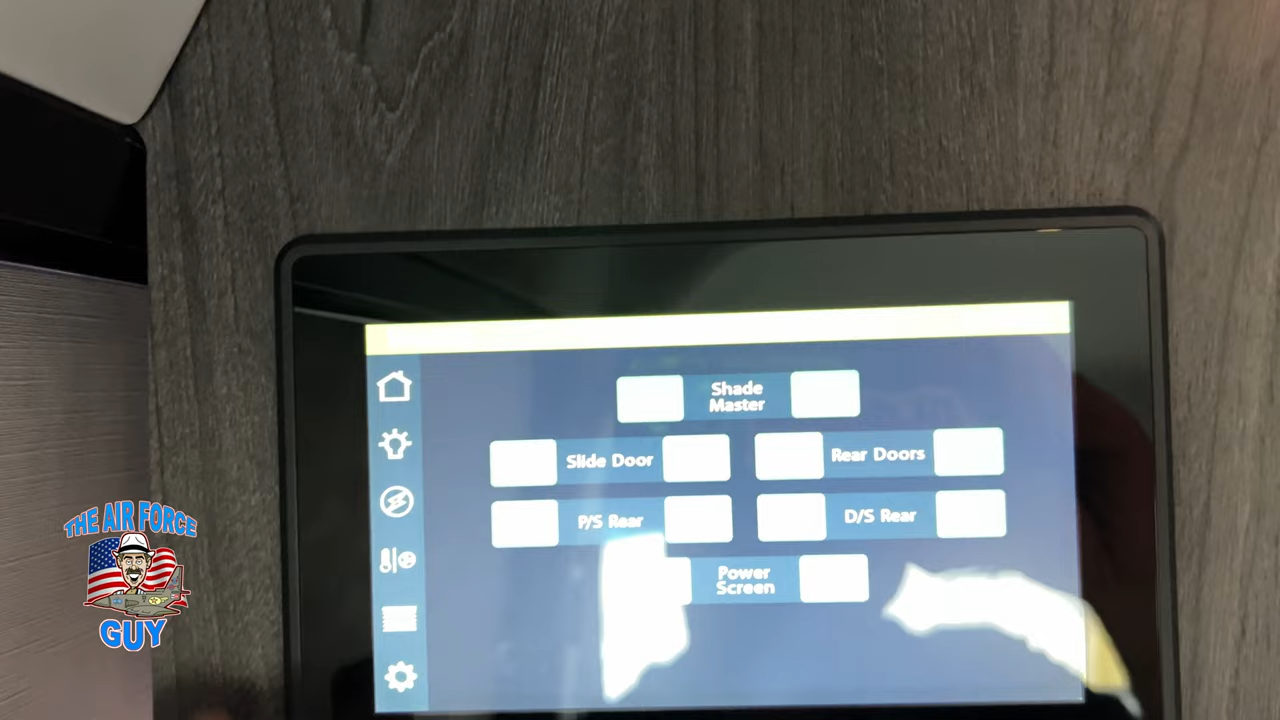 Shade
Master
Slide Door
Rear Doors
P/S Rear
D/S Rear
Power
Screen
THE AIR FORCE
GUY